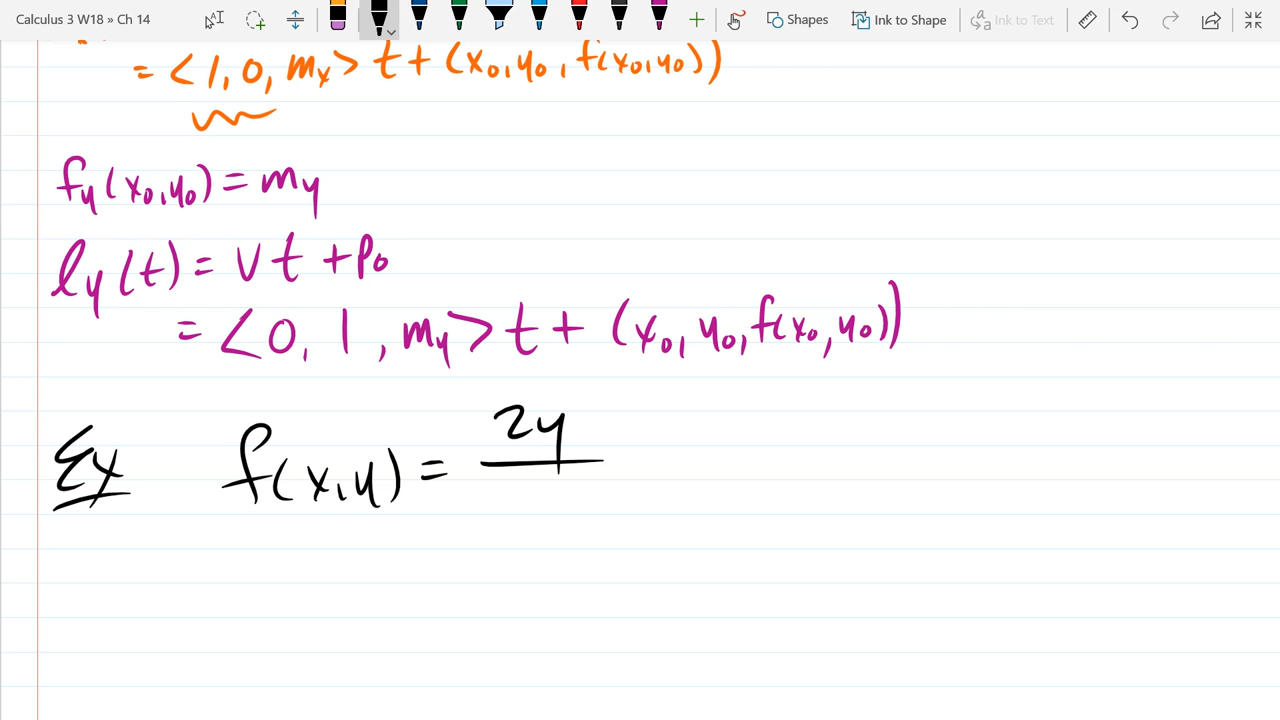 Calculus 3 W18 » Ch 14
Shapes
Ink to Shape
Ink to Text
= <1, 0, mx> t + (x0, y0, f(x0, y0))
fy(x0, y0) = my
ly(t) = vt + p0
= <0, 1, my> t + (x0, y0, f(x0, y0))
Ex f(x, y) = 2y